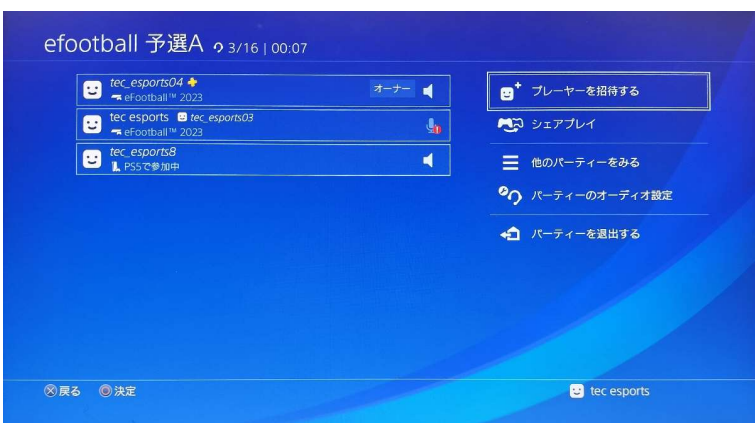 efootball 予選A 3/16 | 00:07
tec_esports04
オーナー
eFootball™ 2023
tec esports tec_esports03
eFootball™ 2023
tec_esports8
PS5で参加中
プレーヤーを招待する
シェアプレイ
他のパーティーをみる
パーティーのオーディオ設定
パーティーを退出する
戻る 決定
tec esports